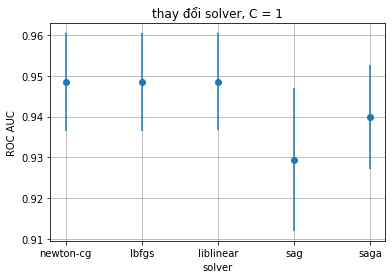 thay đổi solver, C = 1
0.96
0.95
0.94
0.93
0.92
0.91
ROC AUC
newton-cg lbfgs liblinear sag saga
solver